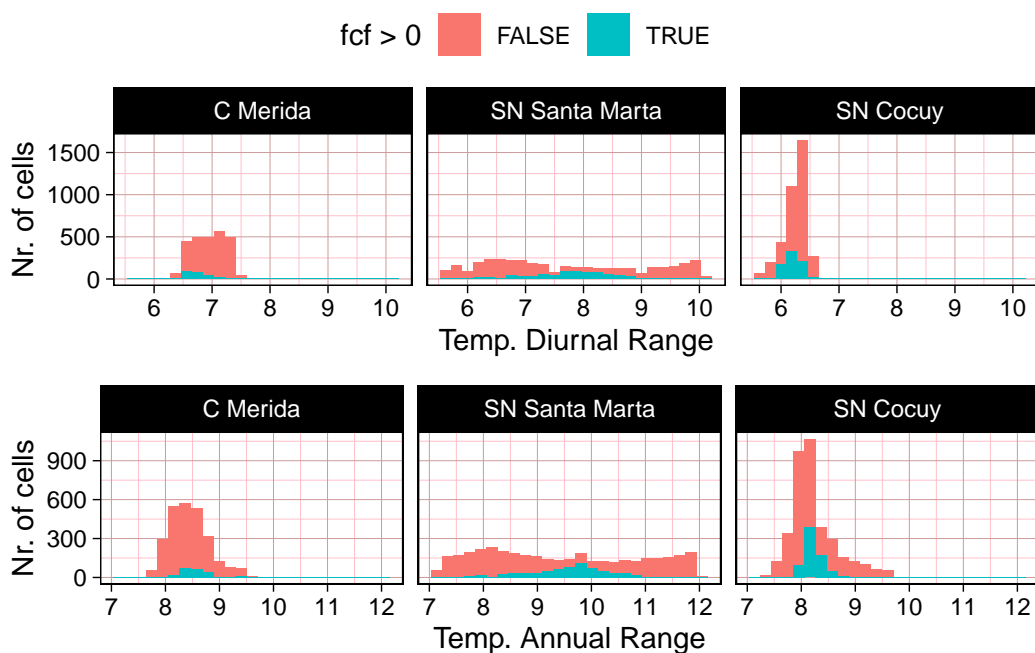 fcf > 0 FALSE TRUE
C Merida SN Santa Marta SN Cocuy
Nr. of cells
1500
1000
500
0
6 7 8 9 10 6 7 8 9 10 6 7 8 9 10
Temp. Diurnal Range
C Merida SN Santa Marta SN Cocuy
Nr. of cells
900
600
300
0
7 8 9 10 11 12 7 8 9 10 11 12 7 8 9 10 11 12
Temp. Annual Range